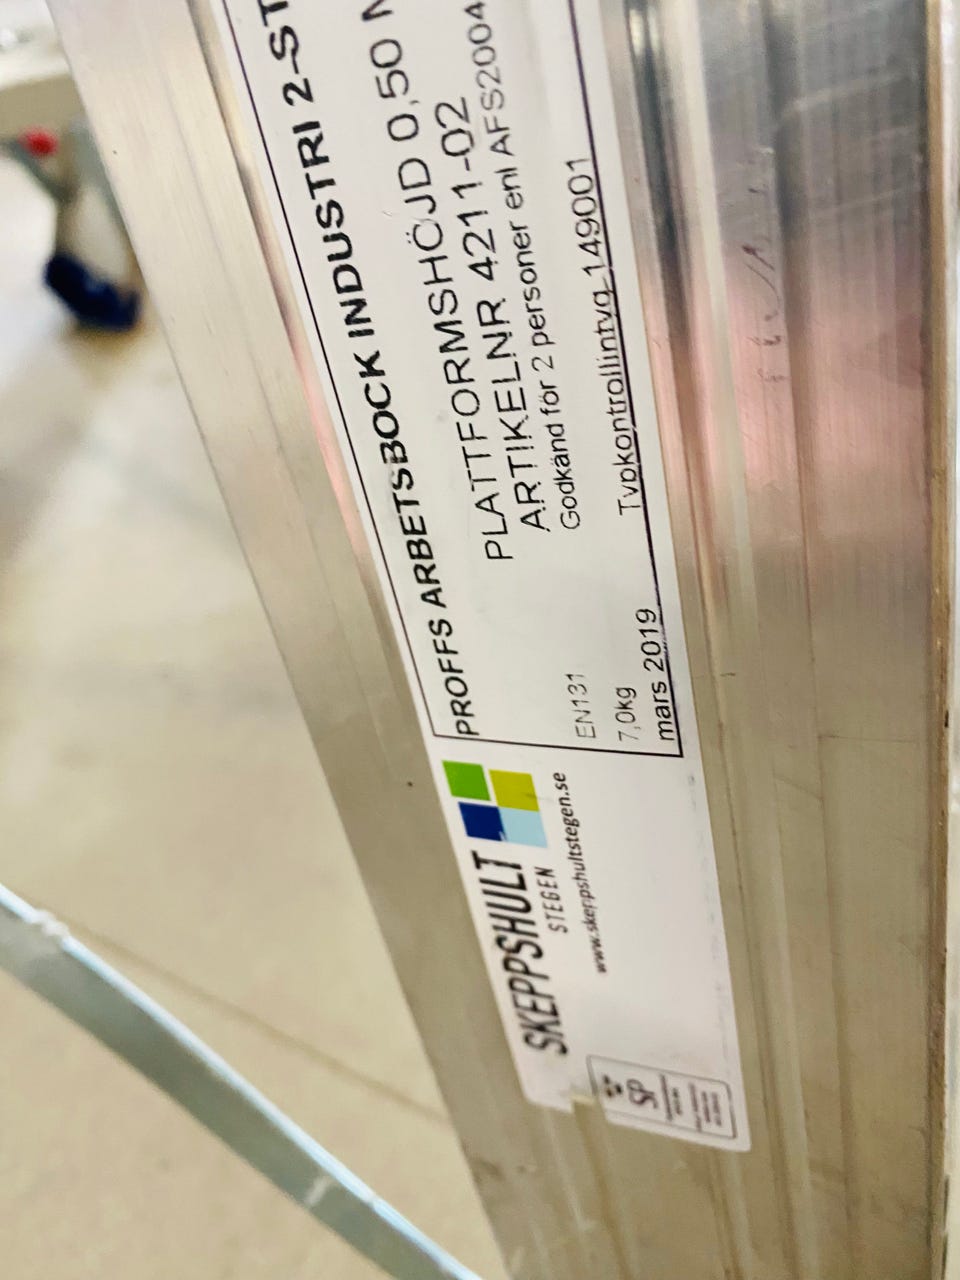 SKEPPSHULT
STEGEN
www.skeppshultstegen.se
SP
PROFFS ARBETSBOCK INDUSTRI 2-ST
PLATTFORMSHÖJD 0,50
ARTIKELNR 4211-02
Godkänd för 2 personer enl AFS2004
EN131
7,0kg
Typkontrollintyg 149001
mars 2019